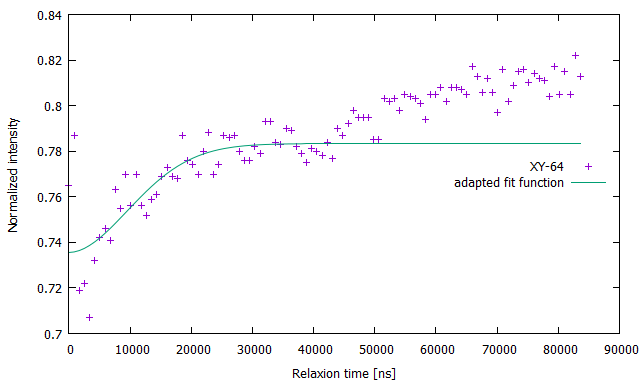 0.84
0.82
0.8
0.78
0.76
0.74
0.72
0.7
Normalized intensity
XY-64
adapted fit function
0 10000 20000 30000 40000 50000 60000 70000 80000 90000
Relaxion time [ns]